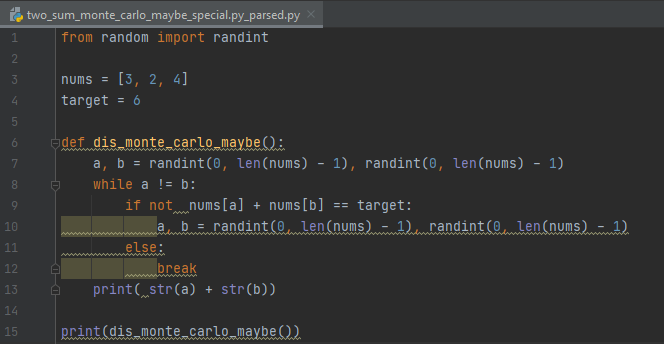 two_sum_monte_carlo_maybe_special.py_parsed.py
1 from random import randint
2
3 nums = [3, 2, 4]
4 target = 6
5
6 def dis_monte_carlo_maybe():
7     a, b = randint(0, len(nums) - 1), randint(0, len(nums) - 1)
8     while a != b:
9         if not  nums[a] + nums[b] == target:
10             a, b = randint(0, len(nums) - 1), randint(0, len(nums) - 1)
11         else:
12             break
13     print( str(a) + str(b))
14
15 print(dis_monte_carlo_maybe())